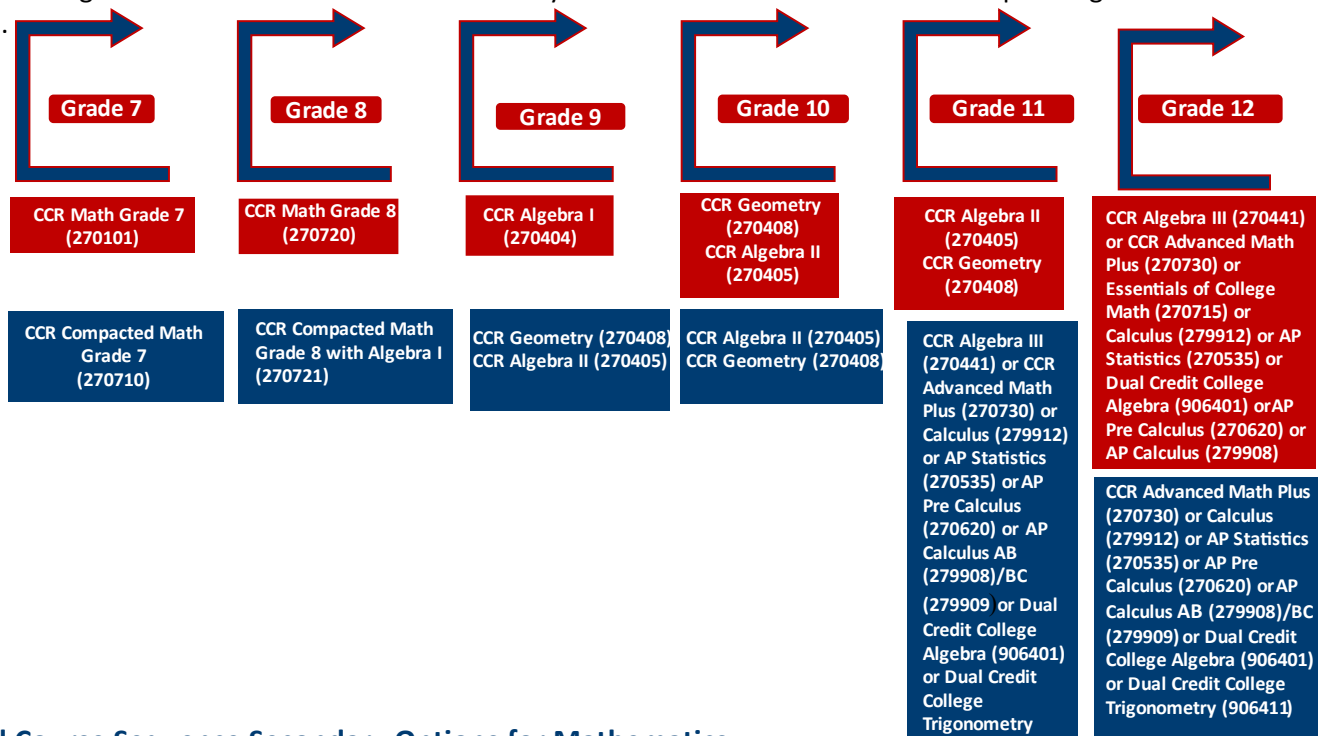 .
Grade 7
Grade 8
Grade 9
Grade 10
Grade 11
Grade 12
CCR Math Grade 7
(270101)
CCR Math Grade 8
(270720)
CCR Algebra I
(270404)
CCR Geometry
(270408)
CCR Algebra II
(270405)
CCR Algebra II
(270405)
CCR Geometry
(270408)
CCR Algebra III (270441)
or CCR Advanced Math
Plus (270730) or
Essentials of College
Math (270715) or
Calculus (279912) or AP
Statistics (270535) or
Dual Credit College
Algebra (906401) orAP
Pre Calculus (270620) or
AP Calculus (279908)
CCR Compacted Math
Grade 7
(270710)
CCR Compacted Math
Grade 8 with Algebra I
(270721)
CCR Geometry (270408)
CCR Algebra II (270405)
CCR Algebra II (270405)
CCR Geometry (270408)
CCR Algebra III
(270441) or CCR
Advanced Math
Plus (270730) or
Calculus (279912)
or AP Statistics
(270535) orAP
Pre Calculus
(270620) or AP
Calculus AB
(279908)/BC
(279909)or Dual
Credit College
Algebra (906401)
or Dual Credit
College
Trigonometry
CCR Advanced Math Plus
(270730) or Calculus
(279912) or AP Statistics
(270535) or AP Pre
Calculus (270620) orAP
Calculus AB (279908)/BC
(279909) or Dual Credit
College Algebra (906401)
or Dual Credit College
Trigonometry (906411)